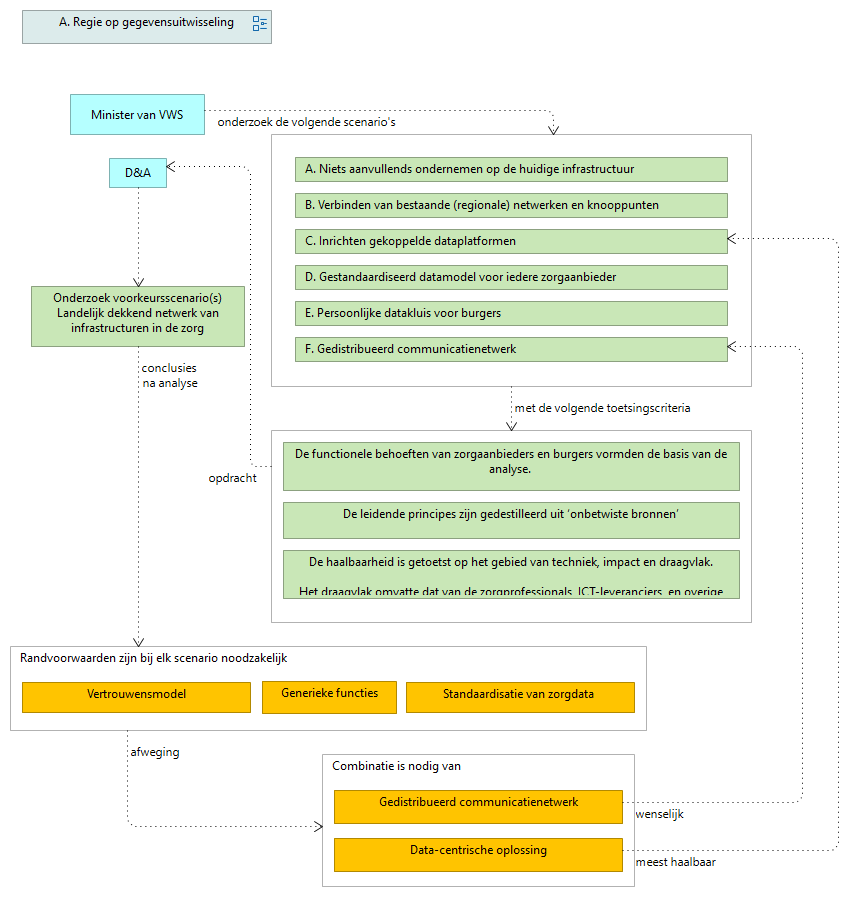 A. Regie op gegevensuitwisseling
Minister van VWS
onderzoek de volgende scenario's
D&A
A. Niets aanvullends ondernemen op de huidige infrastructuur
B. Verbinden van bestaande (regionale) netwerken en knooppunten
C. Inrichten gekoppelde dataplatformen
D. Gestandaardiseerd datamodel voor iedere zorgaanbieder
E. Persoonlijke datakluis voor burgers
F. Gedistribueerd communicatienetwerk
Onderzoek voorkeursscenario(s)
Landelijk dekkend netwerk van
infrastructuren in de zorg
conclusies
na analyse
met de volgende toetsingscriteria
De functionele behoeften van zorgaanbieders en burgers vormden de basis van de
analyse.
opdracht
De leidende principes zijn gedestilleerd uit ‘onbetwiste bronnen’
De haalbaarheid is getoetst op het gebied van techniek, impact en draagvlak.
Het draagvlak omvatte dat van de zorgprofessionals, ICT-leveranciers, en overige
Randvoorwaarden zijn bij elk scenario noodzakelijk
Vertrouwensmodel
Generieke functies
Standaardisatie van zorgdata
afweging
Combinatie is nodig van
Gedistribueerd communicatienetwerk
wenselijk
Data-centrische oplossing
meest haalbaar